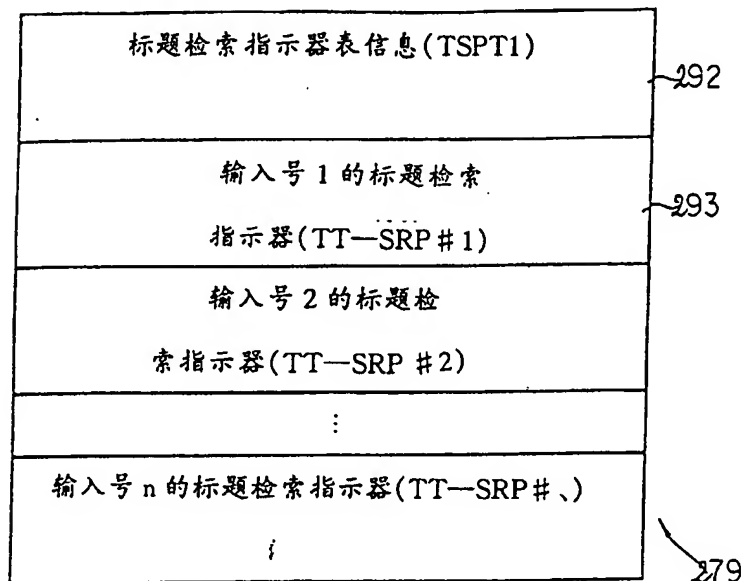 标题检索指示器表信息(TSPT1)
292
输入号1的标题检索
293
指示器(TT—SRP#1)
输入号2的标题检
索指示器(TT—SRP #2)
⋮
输入号n的标题检索指示器(TT—SRP#、)
279